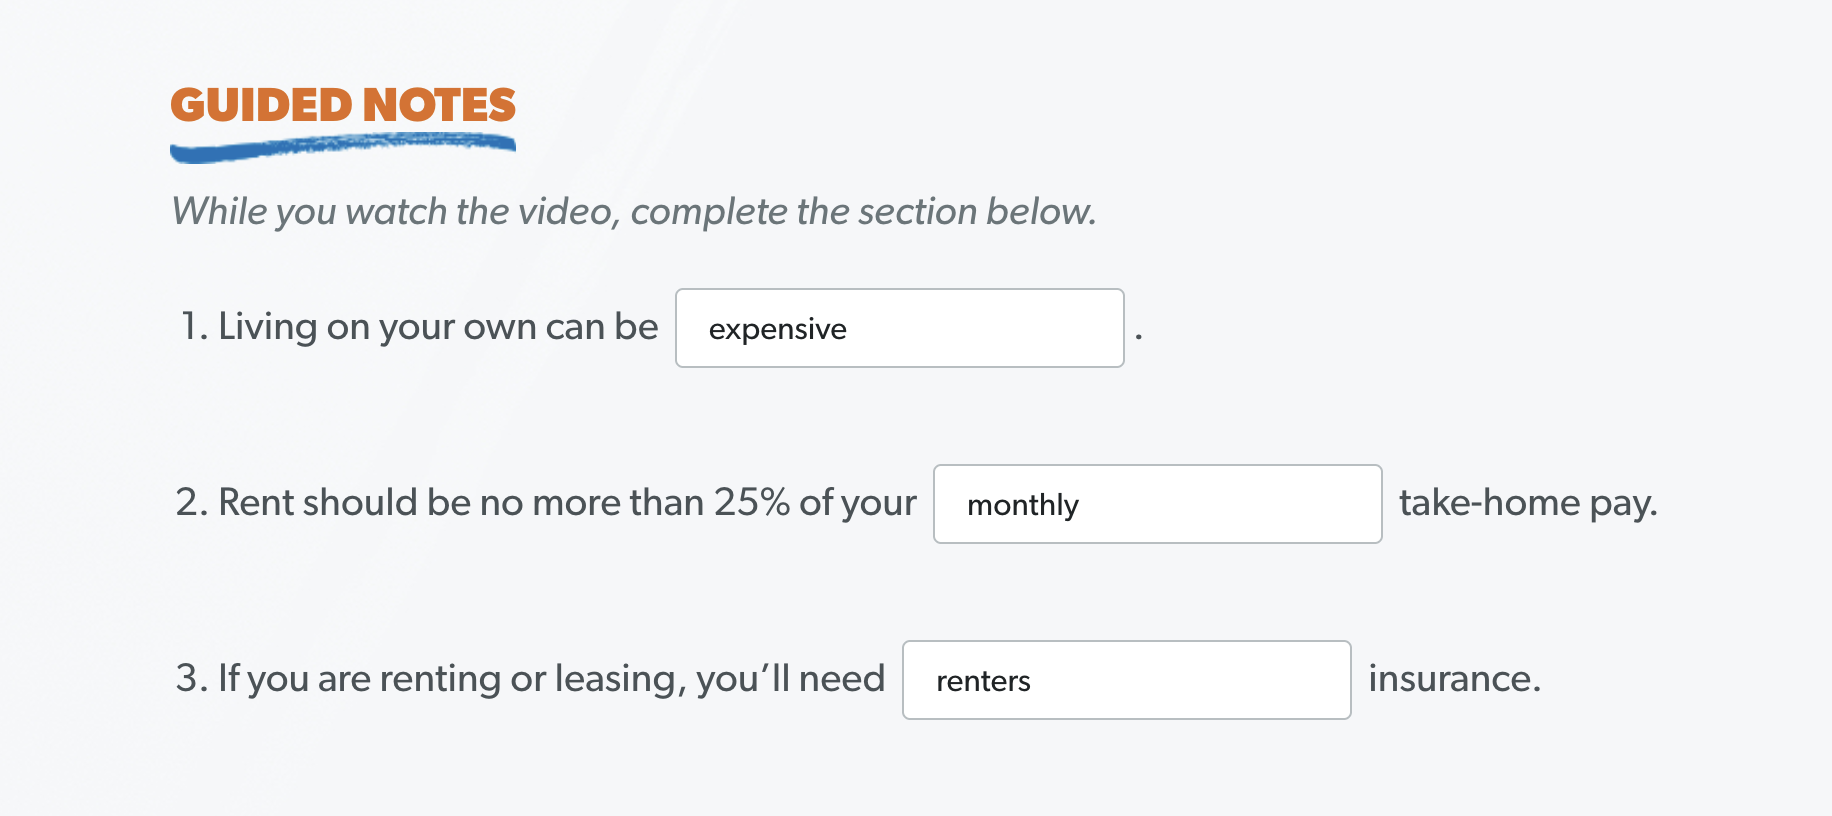 GUIDED NOTES
While you watch the video, complete the section below.
1. Living on your own can be expensive .
2. Rent should be no more than 25% of your monthly take-home pay.
3. If you are renting or leasing, you’ll need renters insurance.